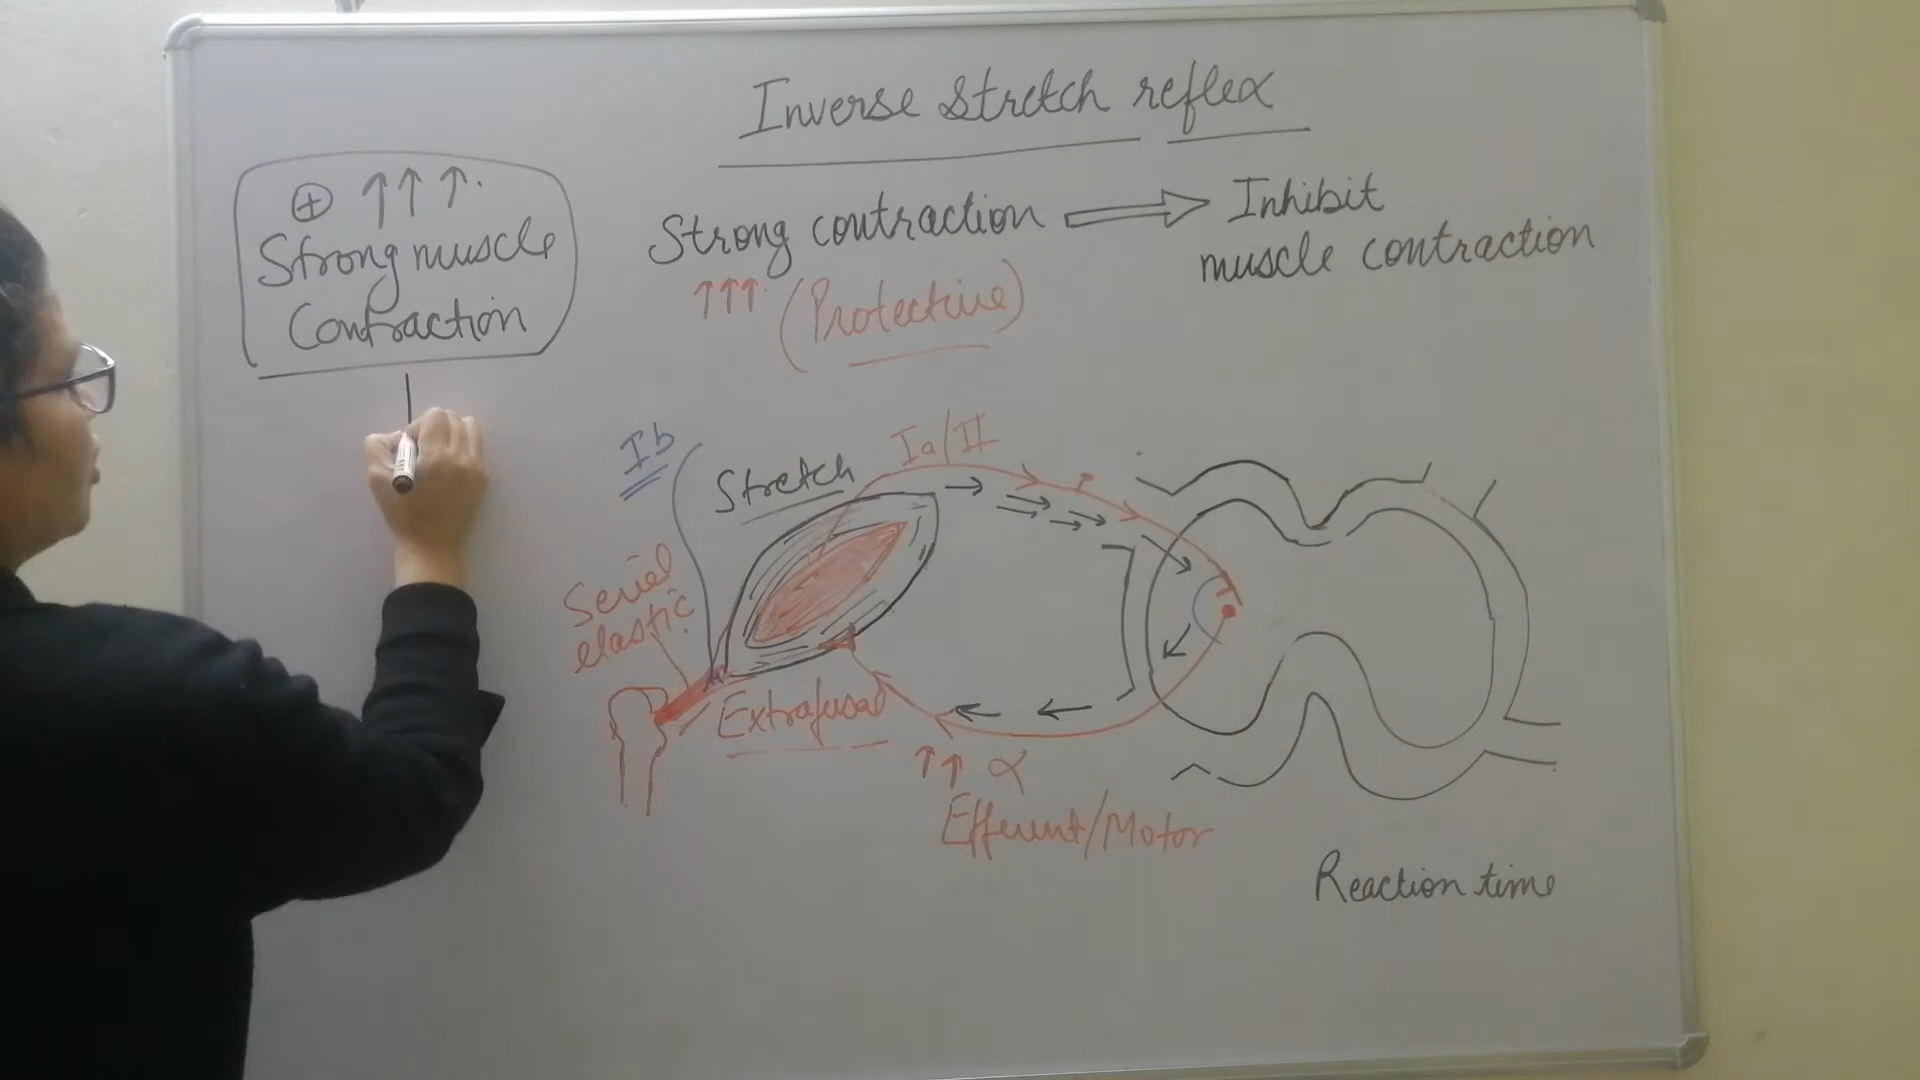 Inverse stretch reflex
⊕ ↑↑↑.
Strong muscle
Contraction
Strong contraction ⇒ Inhibit
muscle contraction
↑↑↑. (Protective)
Ib
Stretch
Ia/II
Seriel
elastic
Extrafusal
↑↑ α
Efferent/Motor
Reaction time